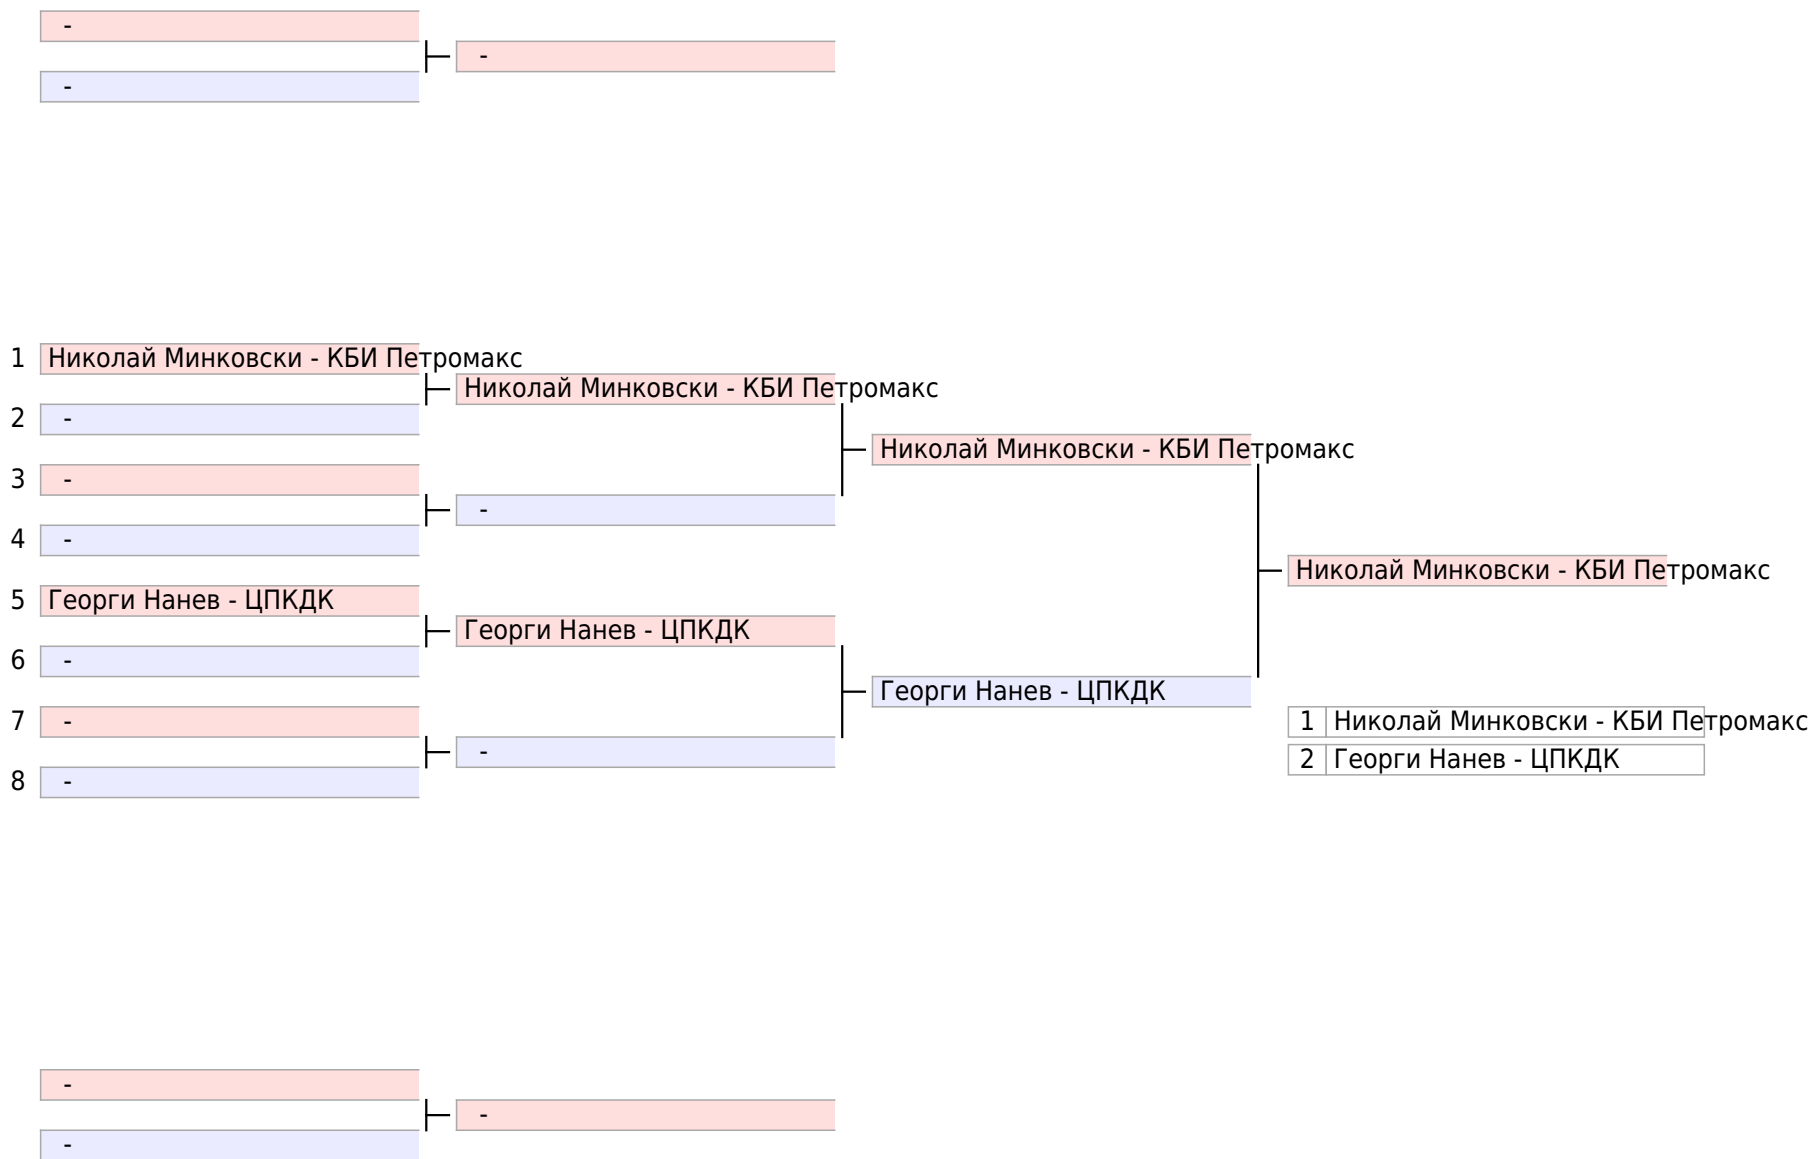 -
-
-
1 Николай Минковски - КБИ Петромакс
Николай Минковски - КБИ Петромакс
2 -
Николай Минковски - КБИ Петромакс
3 -
-
4 -
Николай Минковски - КБИ Петромакс
5 Георги Нанев - ЦПКДК
Георги Нанев - ЦПКДК
6 -
Георги Нанев - ЦПКДК
7 -
1 Николай Минковски - КБИ Петромакс
-
2 Георги Нанев - ЦПКДК
8 -
-
-
-